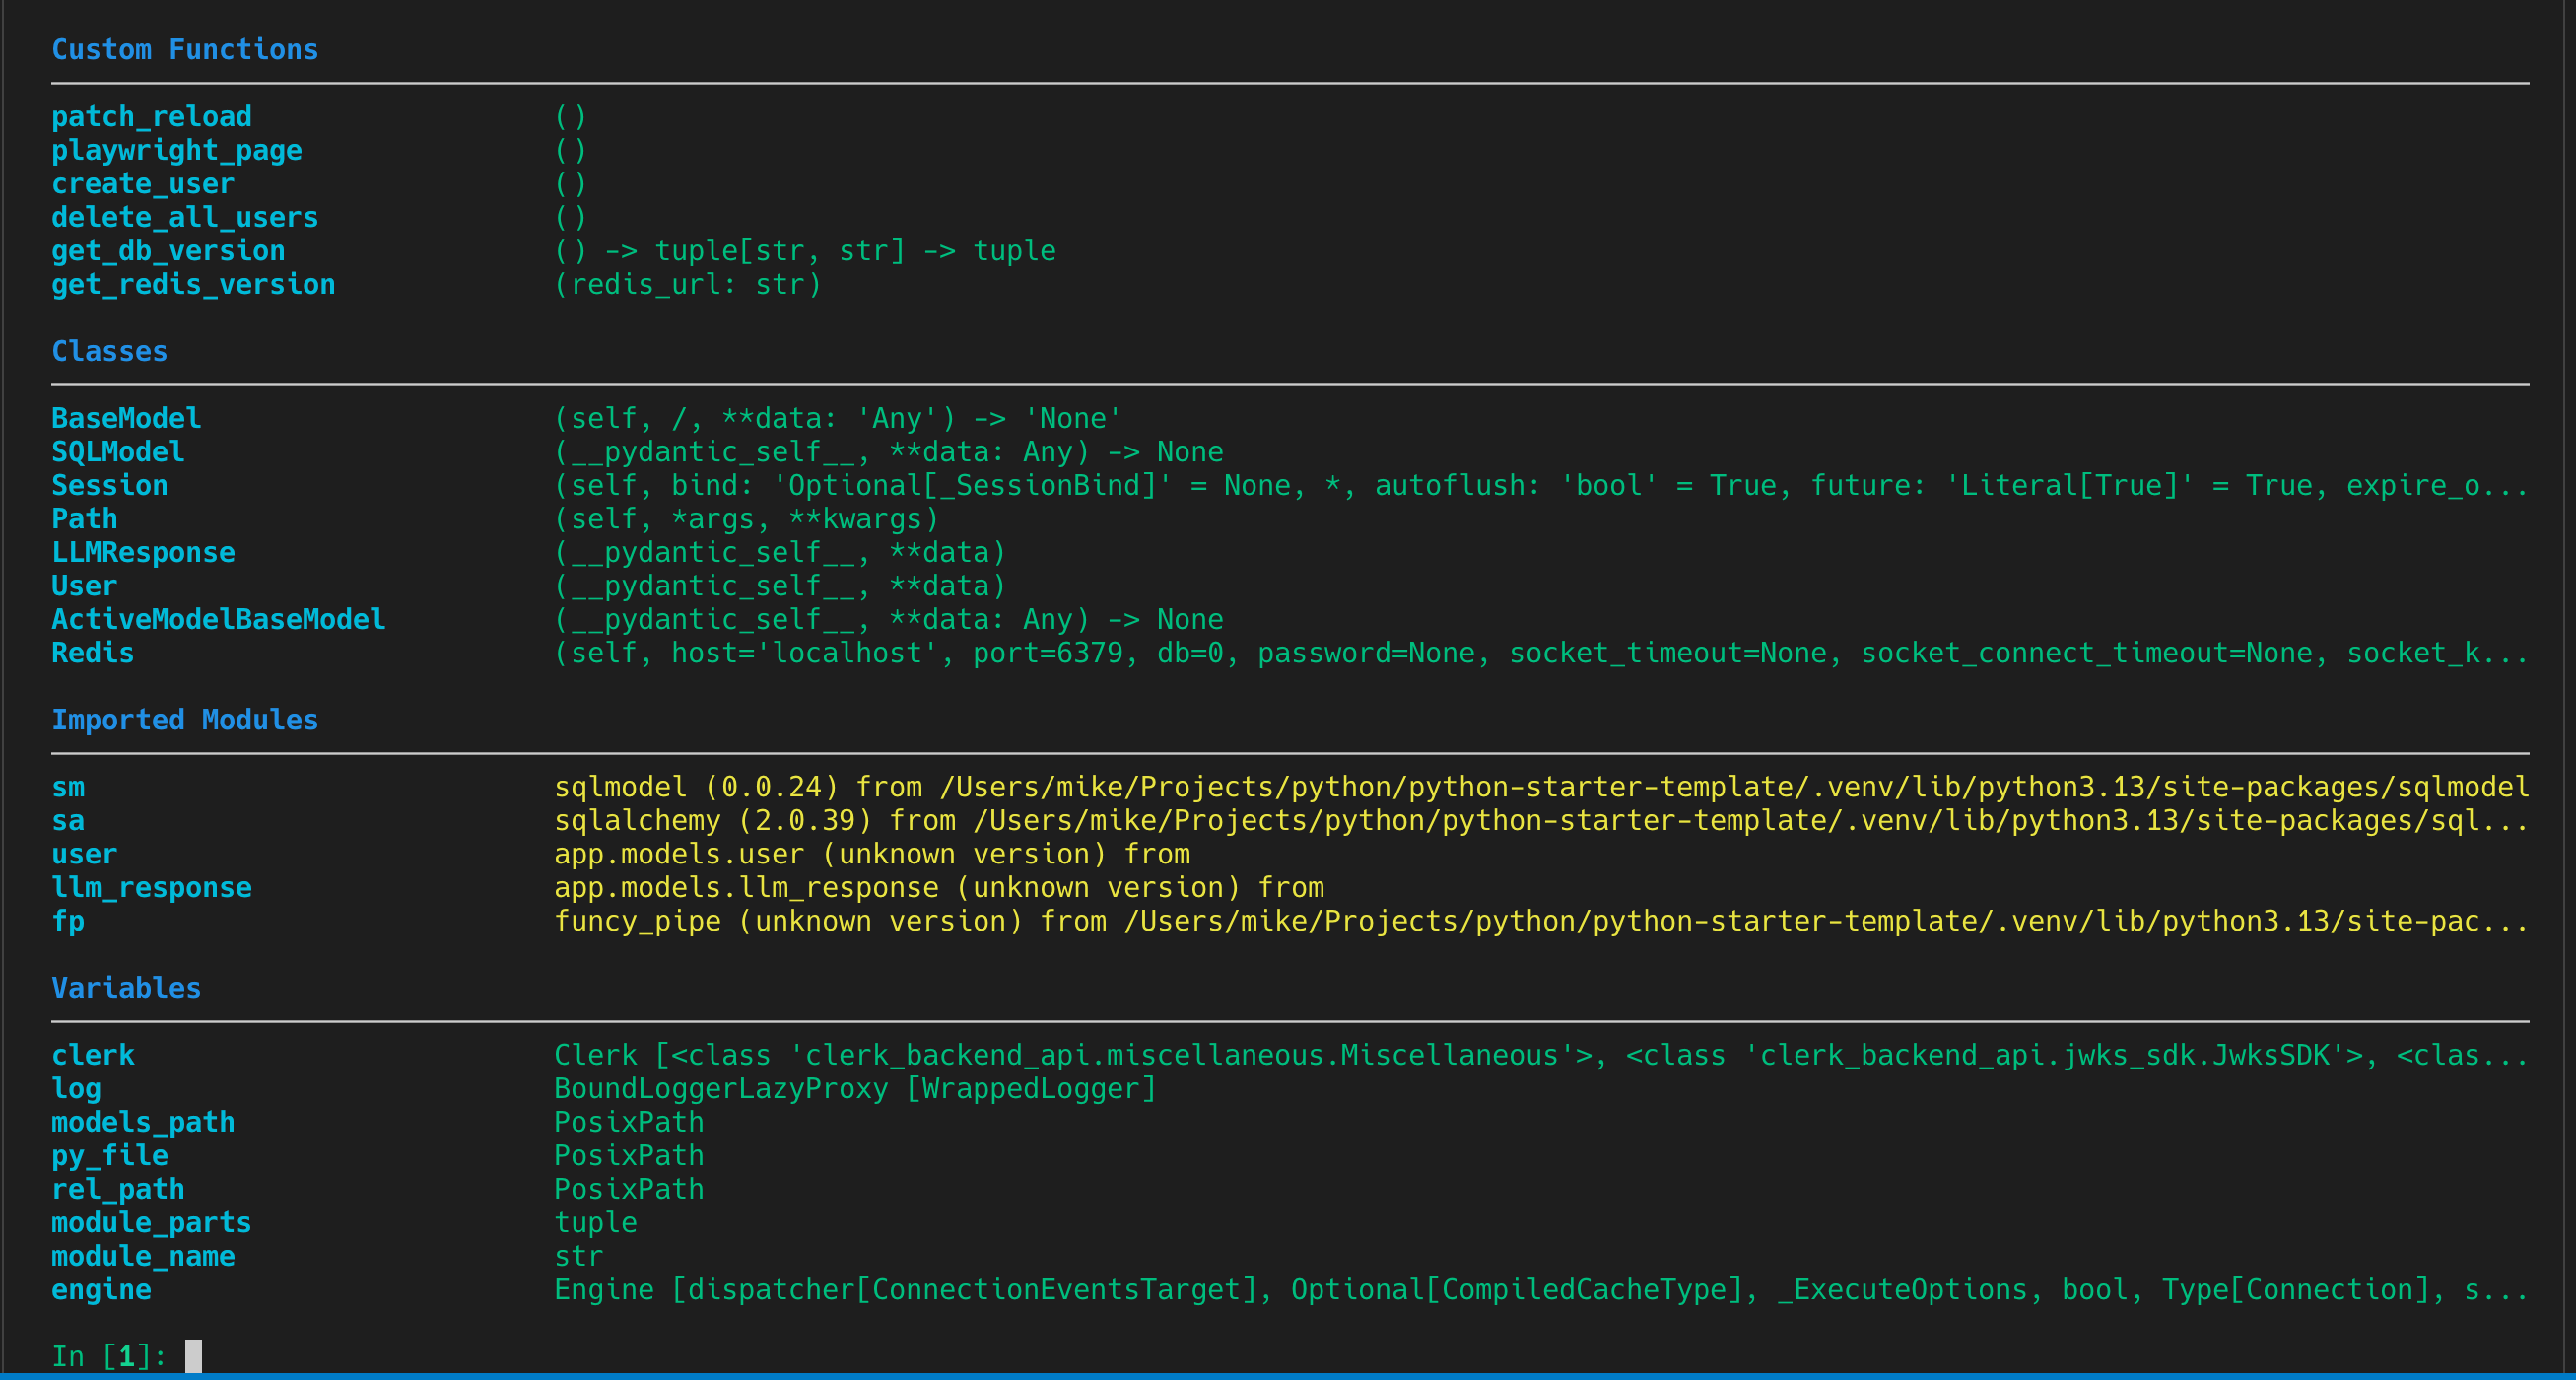 Custom Functions
patch_reload ()
playwright_page ()
create_user ()
delete_all_users ()
get_db_version () -> tuple[str, str] -> tuple
get_redis_version (redis_url: str)
Classes
BaseModel (self, /, **data: 'Any') -> 'None'
SQLModel (__pydantic_self__, **data: Any) -> None
Session (self, bind: 'Optional[_SessionBind]' = None, *, autoflush: 'bool' = True, future: 'Literal[True]' = True, expire_o...
Path (self, *args, **kwargs)
LLMResponse (__pydantic_self__, **data)
User (__pydantic_self__, **data)
ActiveModelBaseModel (__pydantic_self__, **data: Any) -> None
Redis (self, host='localhost', port=6379, db=0, password=None, socket_timeout=None, socket_connect_timeout=None, socket_k...
Imported Modules
sm sqlmodel (0.0.24) from /Users/mike/Projects/python/python-starter-template/.venv/lib/python3.13/site-packages/sqlmodel
sa sqlalchemy (2.0.39) from /Users/mike/Projects/python/python-starter-template/.venv/lib/python3.13/site-packages/sql...
user app.models.user (unknown version) from
llm_response app.models.llm_response (unknown version) from
fp funcy_pipe (unknown version) from /Users/mike/Projects/python/python-starter-template/.venv/lib/python3.13/site-pac...
Variables
clerk Clerk [<class 'clerk_backend_api.miscellaneous.Miscellaneous'>, <class 'clerk_backend_api.jwks_sdk.JwksSDK'>, <clas...
log BoundLoggerLazyProxy [WrappedLogger]
models_path PosixPath
py_file PosixPath
rel_path PosixPath
module_parts tuple
module_name str
engine Engine [dispatcher[ConnectionEventsTarget], Optional[CompiledCacheType], _ExecuteOptions, bool, Type[Connection], s...
In [1]: